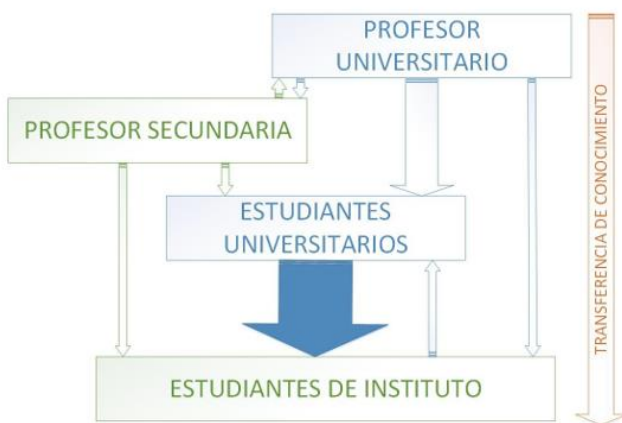 PROFESOR
UNIVERSITARIO
PROFESOR SECUNDARIA
ESTUDIANTES
UNIVERSITARIOS
ESTUDIANTES DE INSTITUTO
TRANSFERENCIA DE CONOCIMIENTO